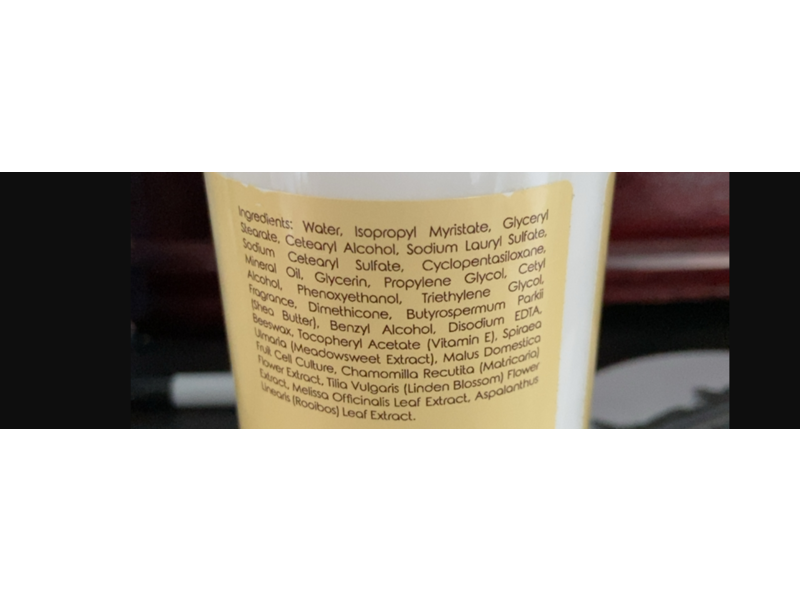 Ingredients: Water, Isopropyl Myristate, Glyceryl
Stearate, Cetearyl Alcohol, Sodium Lauryl Sulfate,
Sodium Cetearyl Sulfate, Cyclopentasiloxane,
Mineral Oil, Glycerin, Propylene Glycol, Cetyl
Alcohol, Phenoxyethanol, Triethylene Glycol,
Fragrance, Dimethicone, Butyrospermum Parkii
(Shea Butter), Benzyl Alcohol, Disodium EDTA,
Beeswax, Tocopheryl Acetate (Vitamin E), Spiraea
Ulmaria (Meadowsweet Extract), Malus Domestica
Fruit Cell Culture, Chamomilla Recutita (Matricaria)
Flower Extract, Tilia Vulgaris (Linden Blossom) Flower
Extract, Melissa Officinalis Leaf Extract, Aspalanthus
Linearis (Rooibos) Leaf Extract.